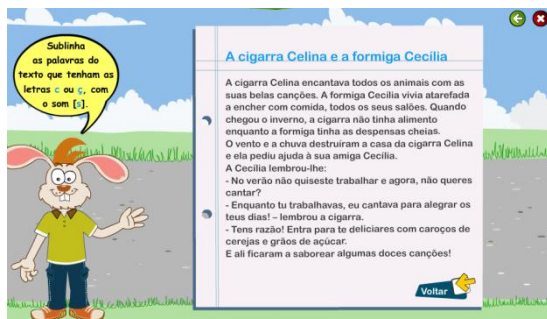 Sublinha
as palavras do
texto que tenham as
letras c ou ç, com
o som [s].
A cigarra Celina e a formiga Cecília
A cigarra Celina encantava todos os animais com as
suas belas canções. A formiga Cecília vivia atarefada
a encher com comida, todos os seus salões. Quando
chegou o inverno, a cigarra não tinha alimento
enquanto a formiga tinha as despensas cheias.
O vento e a chuva destruíram a casa da cigarra Celina
e ela pediu ajuda à sua amiga Cecília.
A Cecília lembrou-lhe:
- No verão não quiseste trabalhar e agora, não queres
cantar?
- Enquanto tu trabalhavas, eu cantava para alegrar os
teus dias! – lembrou a cigarra.
- Tens razão! Entra para te deliciares com caroços de
cerejas e grãos de açúcar.
E ali ficaram a saborear algumas doces canções!
Voltar